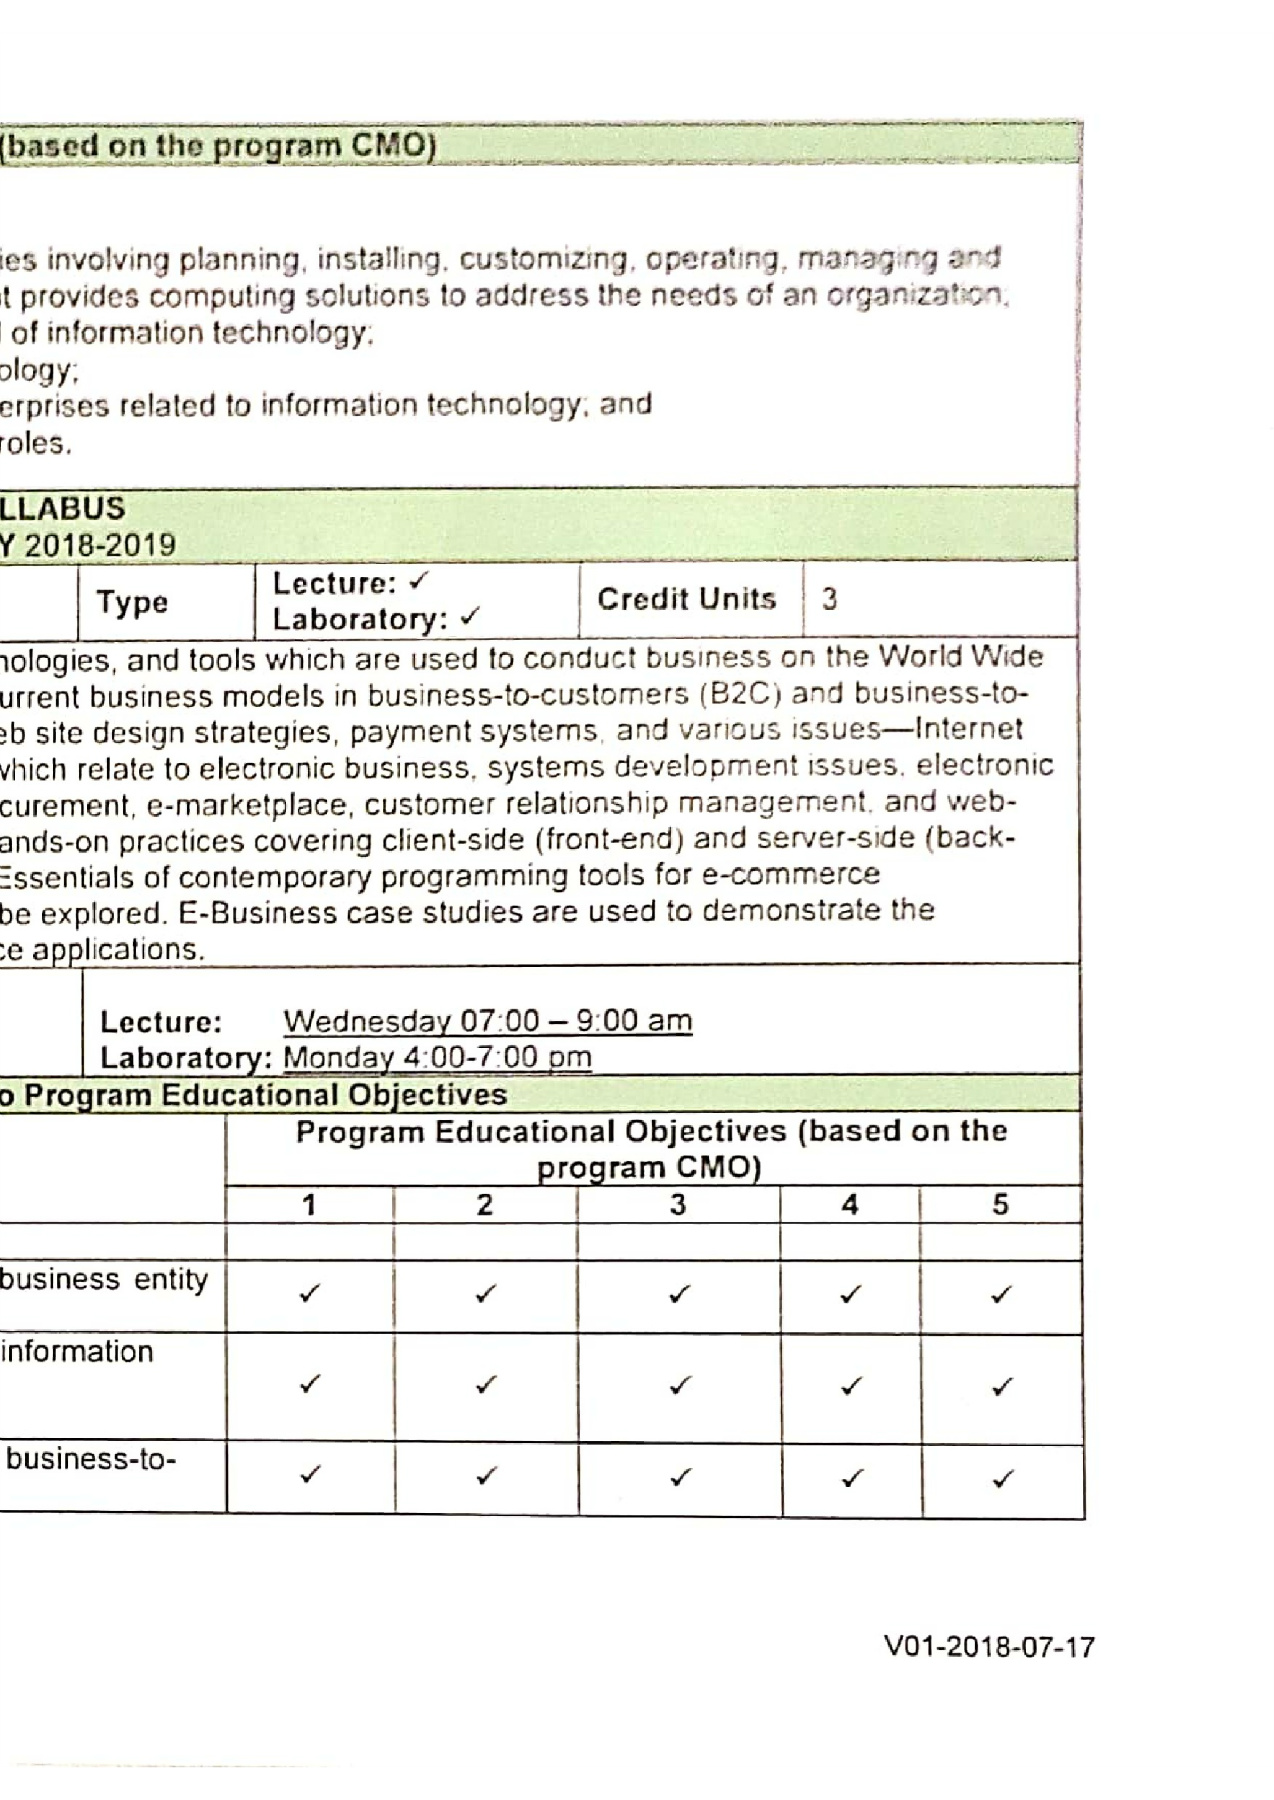 (based on the program CMO)
ies involving planning, installing, customizing, operating, managing and
t provides computing solutions to address the needs of an organization;
of information technology;
ology;
erprises related to information technology; and
roles.
LLABUS
Y 2018-2019
Type
Lecture: ✓
Laboratory: ✓
Credit Units
3
nologies, and tools which are used to conduct business on the World Wide
urrent business models in business-to-customers (B2C) and business-to-
eb site design strategies, payment systems, and various issues—Internet
which relate to electronic business, systems development issues, electronic
curement, e-marketplace, customer relationship management, and web-
ands-on practices covering client-side (front-end) and server-side (back-
Essentials of contemporary programming tools for e-commerce
be explored. E-Business case studies are used to demonstrate the
ce applications.
Lecture: Wednesday 07:00 – 9:00 am
Laboratory: Monday 4:00-7:00 pm
o Program Educational Objectives
Program Educational Objectives (based on the
program CMO)
1 2 3 4 5
business entity ✓ ✓ ✓ ✓ ✓
information
✓ ✓ ✓ ✓ ✓
business-to-
✓ ✓ ✓ ✓ ✓
V01-2018-07-17